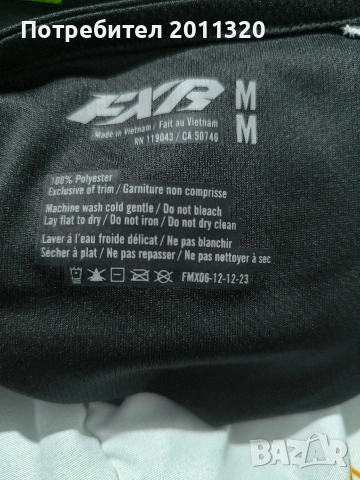 Потребител 2011320
FXR M
M
Made in Vietnam / Fait au Vietnam
RN 119043 / CA 50746
100% Polyester
Exclusive of trim / Garniture non comprise
Machine wash cold gentle / Do not bleach
Lay flat to dry / Do not iron / Do not dry clean
Laver à l'eau froide délicat / Ne pas blanchir
Sécher à plat / Ne pas repasser / Ne pas nettoyer à sec
FMX06-12-12-23
BAZAR